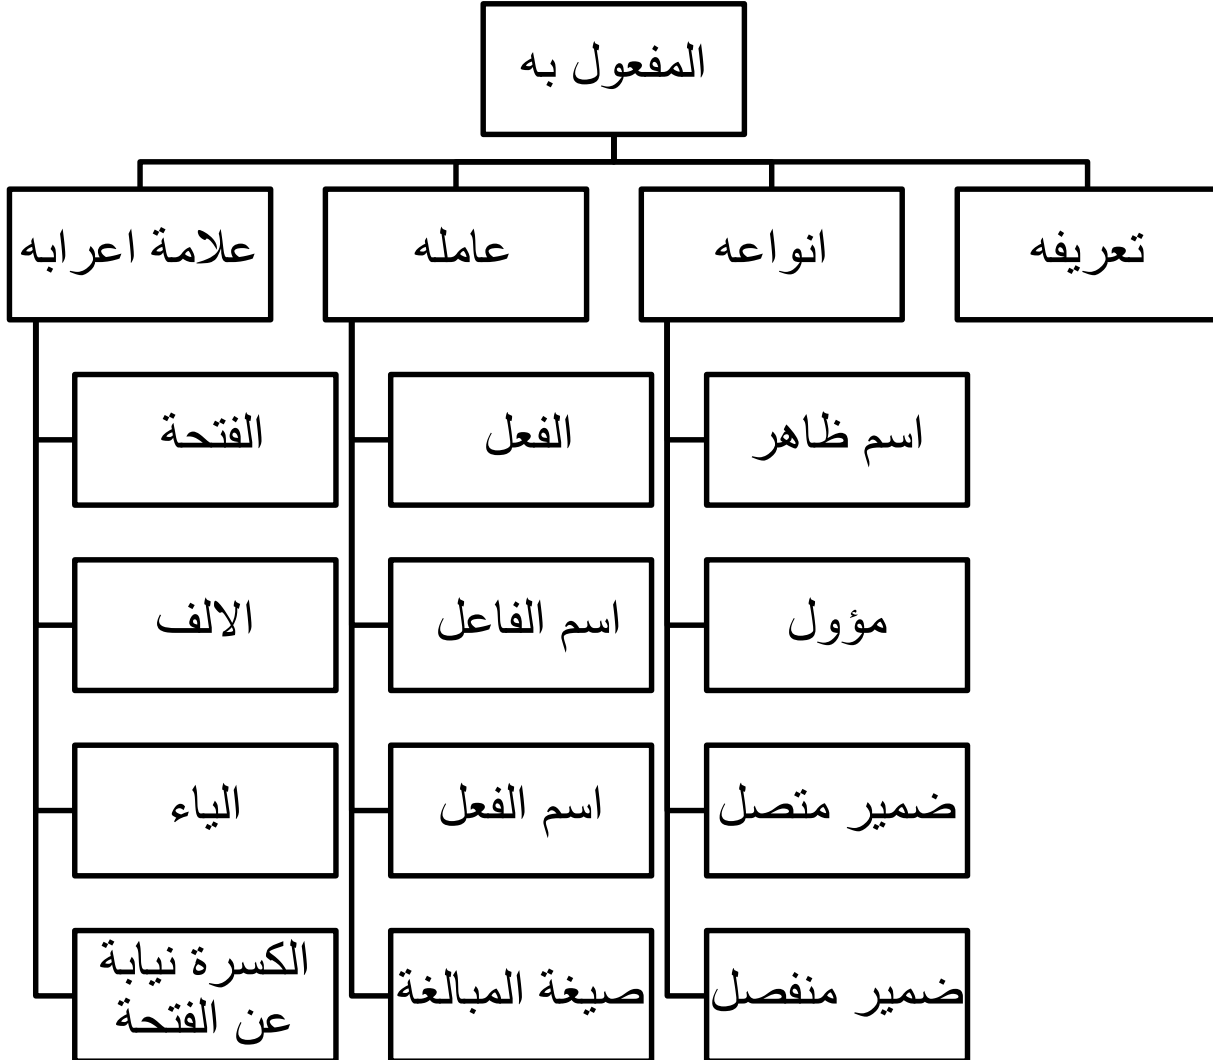 المفعول به
تعريفه
انواعه
عامله
علامة اعرابه
اسم ظاهر
الفعل
الفتحة
مؤول
اسم الفاعل
الالف
ضمير متصل
اسم الفعل
الياء
ضمير منفصل
صيغة المبالغة
الكسرة نيابة
عن الفتحة